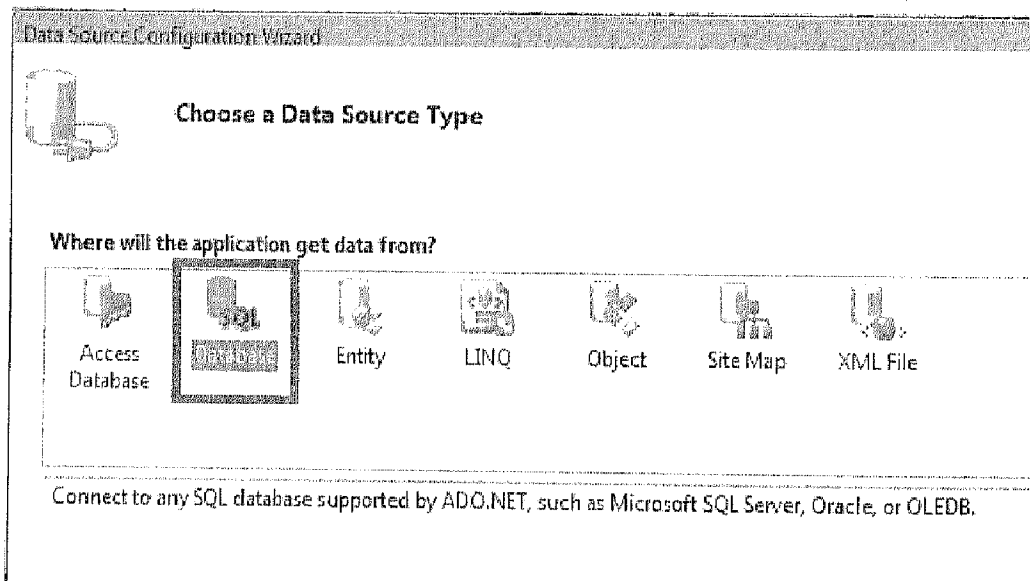 Data Source Configuration Wizard
Choose a Data Source Type
Where will the application get data from?
SQL
Access Database
Database
Entity
LINQ
Object
Site Map
XML File
Connect to any SQL database supported by ADO.NET, such as Microsoft SQL Server, Oracle, or OLEDB.